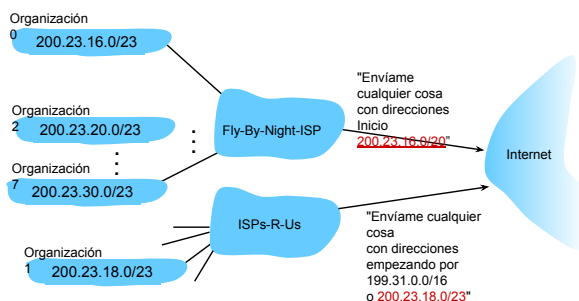 Organización
0
200.23.16.0/23
Organización
2
200.23.20.0/23
Organización
7
200.23.30.0/23
Organización
1
200.23.18.0/23
Fly-By-Night-ISP
ISPs-R-Us
"Envíame
cualquier cosa
con direcciones
Inicio
200.23.16.0/20"
"Envíame cualquier
cosa
con direcciones
empezando por
199.31.0.0/16
o 200.23.18.0/23"
Internet